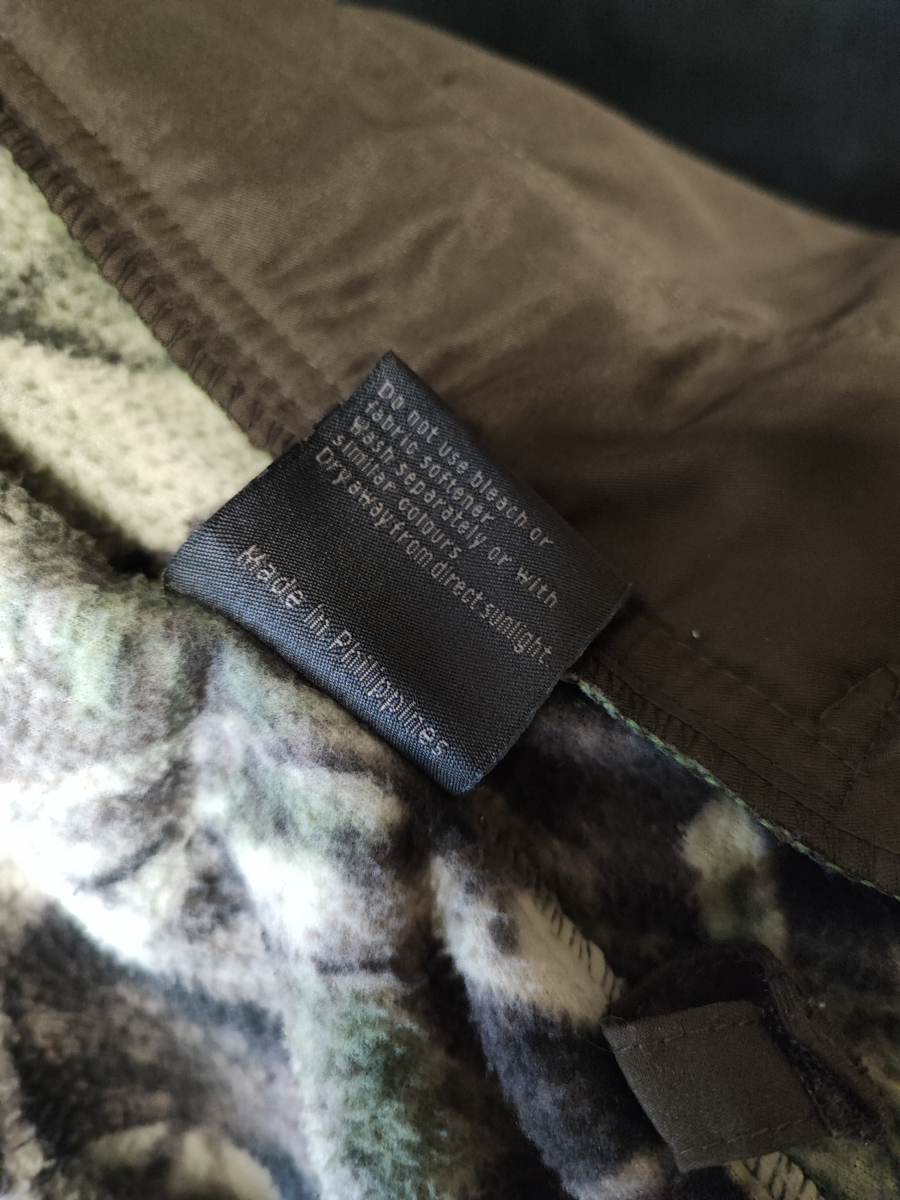 Do not use bleach or
fabric softener
wash separately or with
similar colours
Dry away from direct sunlight.
Made in Philippines